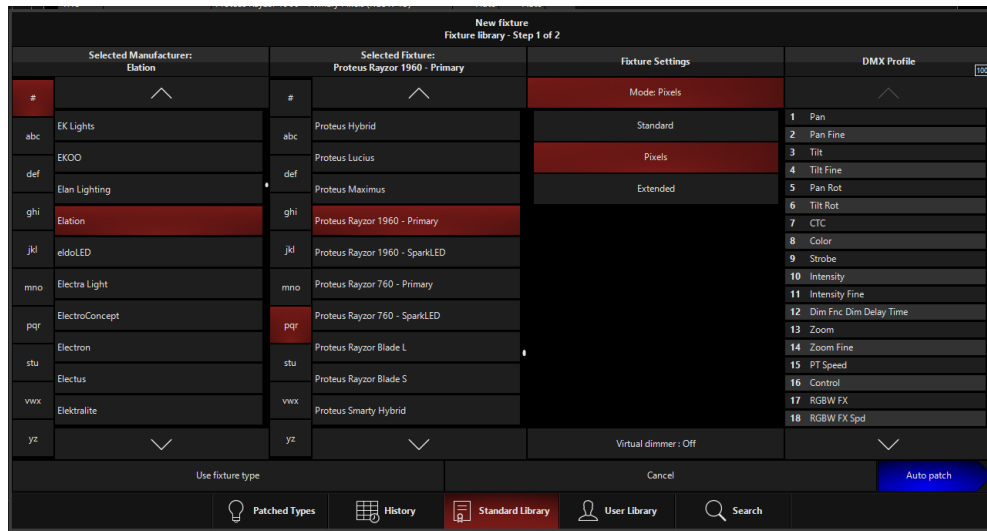 New fixture
Fixture library - Step 1 of 2
Selected Manufacturer:
Elation
Selected Fixture:
Proteus Rayzor 1960 - Primary
Fixture Settings
DMX Profile
100
#
abc
def
ghi
jkl
mno
pqr
stu
vwx
yz
EK Lights
EKOO
Elan Lighting
Elation
eldoLED
Electra Light
ElectroConcept
Electron
Electus
Elektralite
#
abc
def
ghi
jkl
mno
pqr
stu
vwx
yz
Proteus Hybrid
Proteus Lucius
Proteus Maximus
Proteus Rayzor 1960 - Primary
Proteus Rayzor 1960 - SparkLED
Proteus Rayzor 760 - Primary
Proteus Rayzor 760 - SparkLED
Proteus Rayzor Blade L
Proteus Rayzor Blade S
Proteus Smarty Hybrid
Mode: Pixels
Standard
Pixels
Extended
Virtual dimmer : Off
1 Pan
2 Pan Fine
3 Tilt
4 Tilt Fine
5 Pan Rot
6 Tilt Rot
7 CTC
8 Color
9 Strobe
10 Intensity
11 Intensity Fine
12 Dim Fnc Dim Delay Time
13 Zoom
14 Zoom Fine
15 PT Speed
16 Control
17 RGBW FX
18 RGBW FX Spd
Use fixture type
Cancel
Auto patch
Patched Types
History
Standard Library
User Library
Search